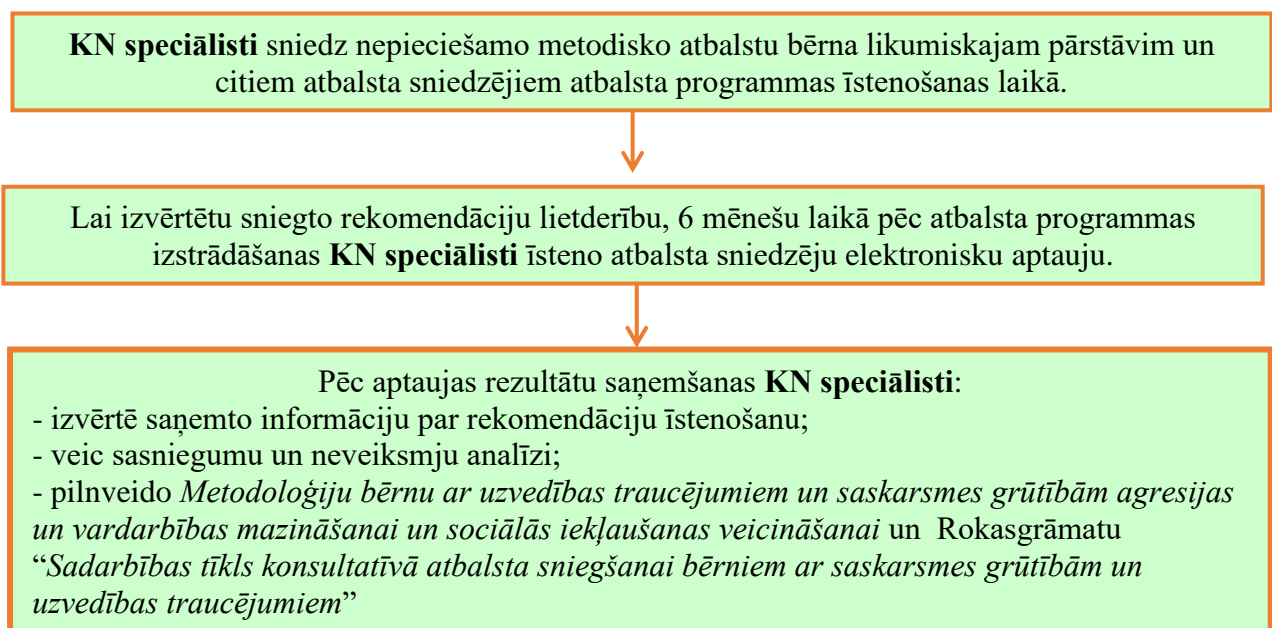 KN speciālisti sniedz nepieciešamo metodisko atbalstu bērna likumiskajam pārstāvim un
citiem atbalsta sniedzējiem atbalsta programmas īstenošanas laikā.
Lai izvērtētu sniegto rekomendāciju lietderību, 6 mēnešu laikā pēc atbalsta programmas
izstrādāšanas KN speciālisti īsteno atbalsta sniedzēju elektronisku aptauju.
Pēc aptaujas rezultātu saņemšanas KN speciālisti:
- izvērtē saņemto informāciju par rekomendāciju īstenošanu;
- veic sasniegumu un neveiksmju analīzi;
- pilnveido Metodoloģiju bērnu ar uzvedības traucējumiem un saskarsmes grūtībām agresijas
un vardarbības mazināšanai un sociālās iekļaušanas veicināšanai un Rokasgrāmatu
“Sadarbības tīkls konsultatīvā atbalsta sniegšanai bērniem ar saskarsmes grūtībām un
uzvedības traucējumiem”